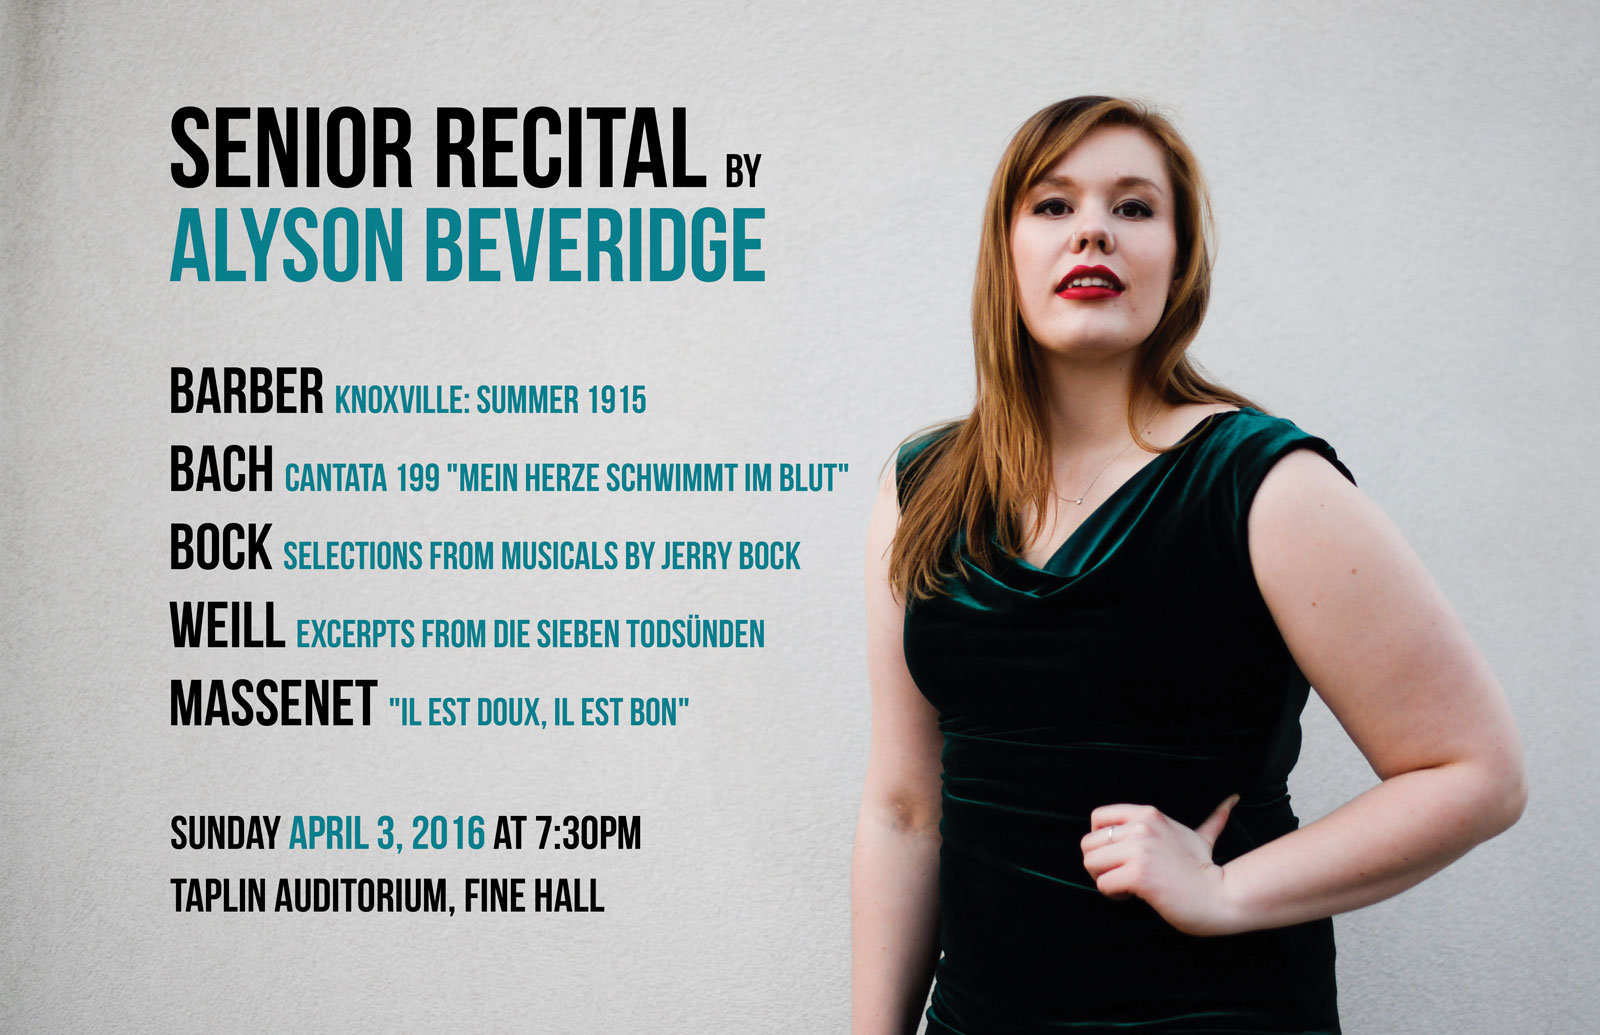 SENIOR RECITAL BY
ALYSON BEVERIDGE
BARBER KNOXVILLE: SUMMER 1915
BACH CANTATA 199 "MEIN HERZE SCHWIMMT IM BLUT"
BOCK SELECTIONS FROM MUSICALS BY JERRY BOCK
WEILL EXCERPTS FROM DIE SIEBEN TODSÜNDEN
MASSENET "IL EST DOUX, IL EST BON"
SUNDAY APRIL 3, 2016 AT 7:30PM
TAPLIN AUDITORIUM, FINE HALL